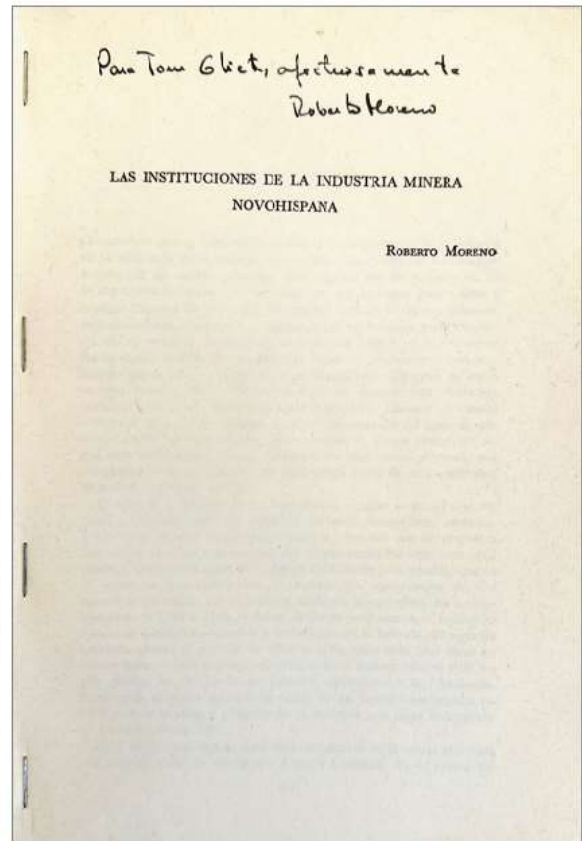 Para Tom Glick, afectuosamente
Roberto Moreno
LAS INSTITUCIONES DE LA INDUSTRIA MINERA
NOVOHISPANA
ROBERTO MORENO